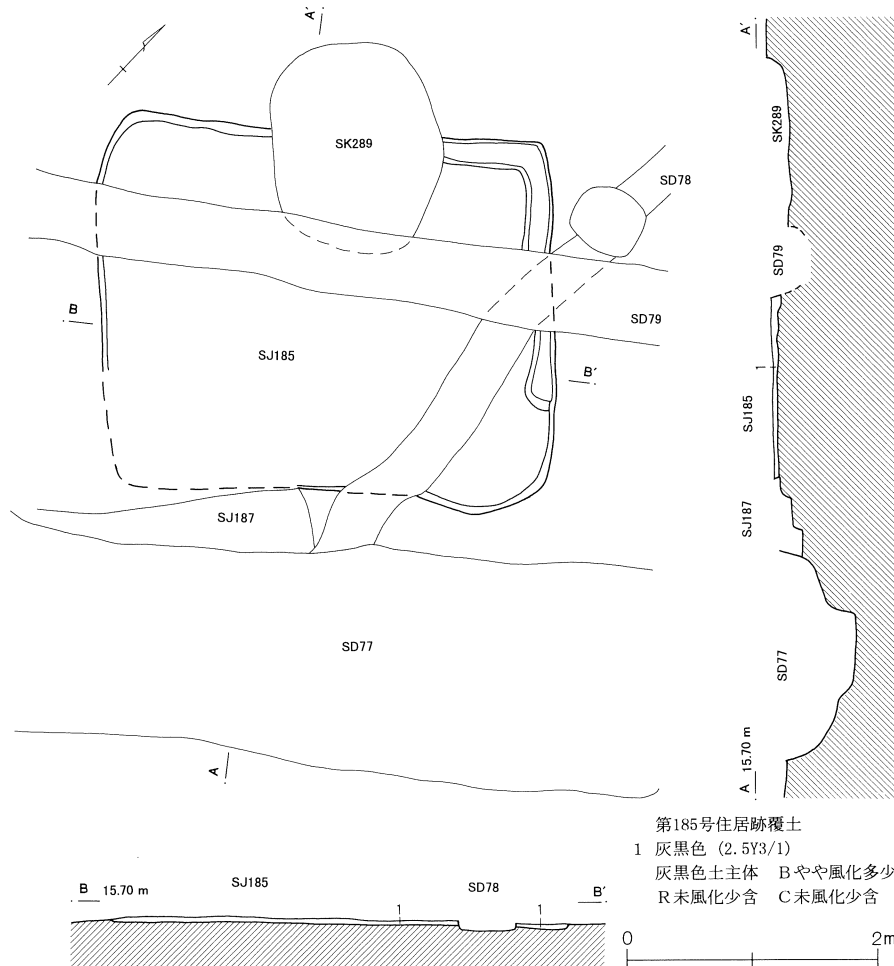 A′
SK289
SD78
SD79
B
SJ185
B′
SJ187
SD77
A
A′
SK289
SD79
1
SJ185
SJ187
SD77
A 15.70 m
第185号住居跡覆土
1 灰黒色 (2.5Y3/1)
灰黒色土主体 Bやや風化多少
R未風化少含 C未風化少含
B 15.70 m
SJ185
SD78
B′
1
1
0
2m